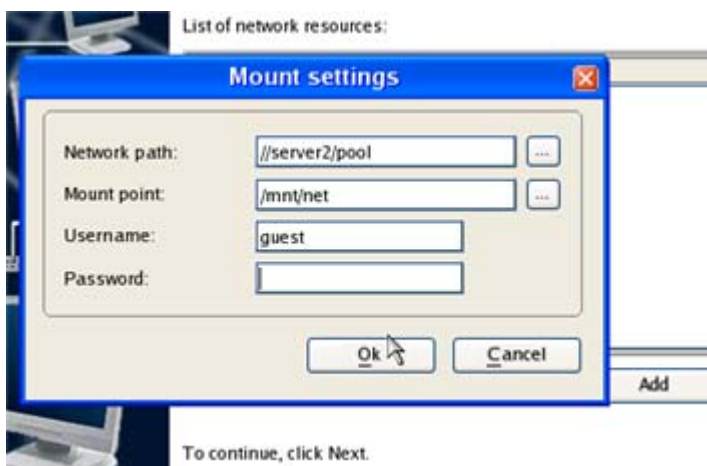 List of network resources:
Mount settings
Network path: //server2/pool ...
Mount point: /mnt/net ...
Username: guest
Password:
Ok Cancel
Add
To continue, click Next.